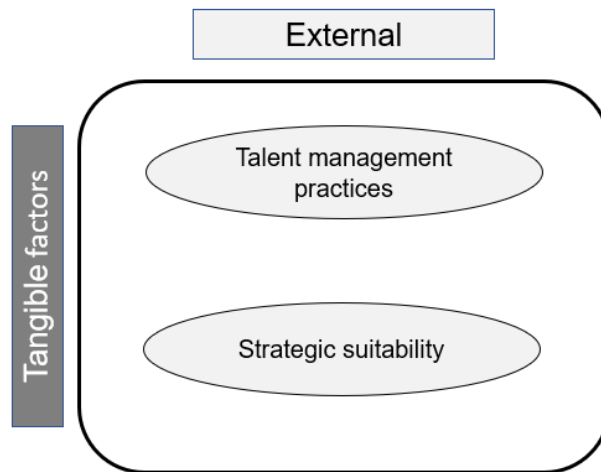 External
Tangible factors
Talent management
practices
Strategic suitability